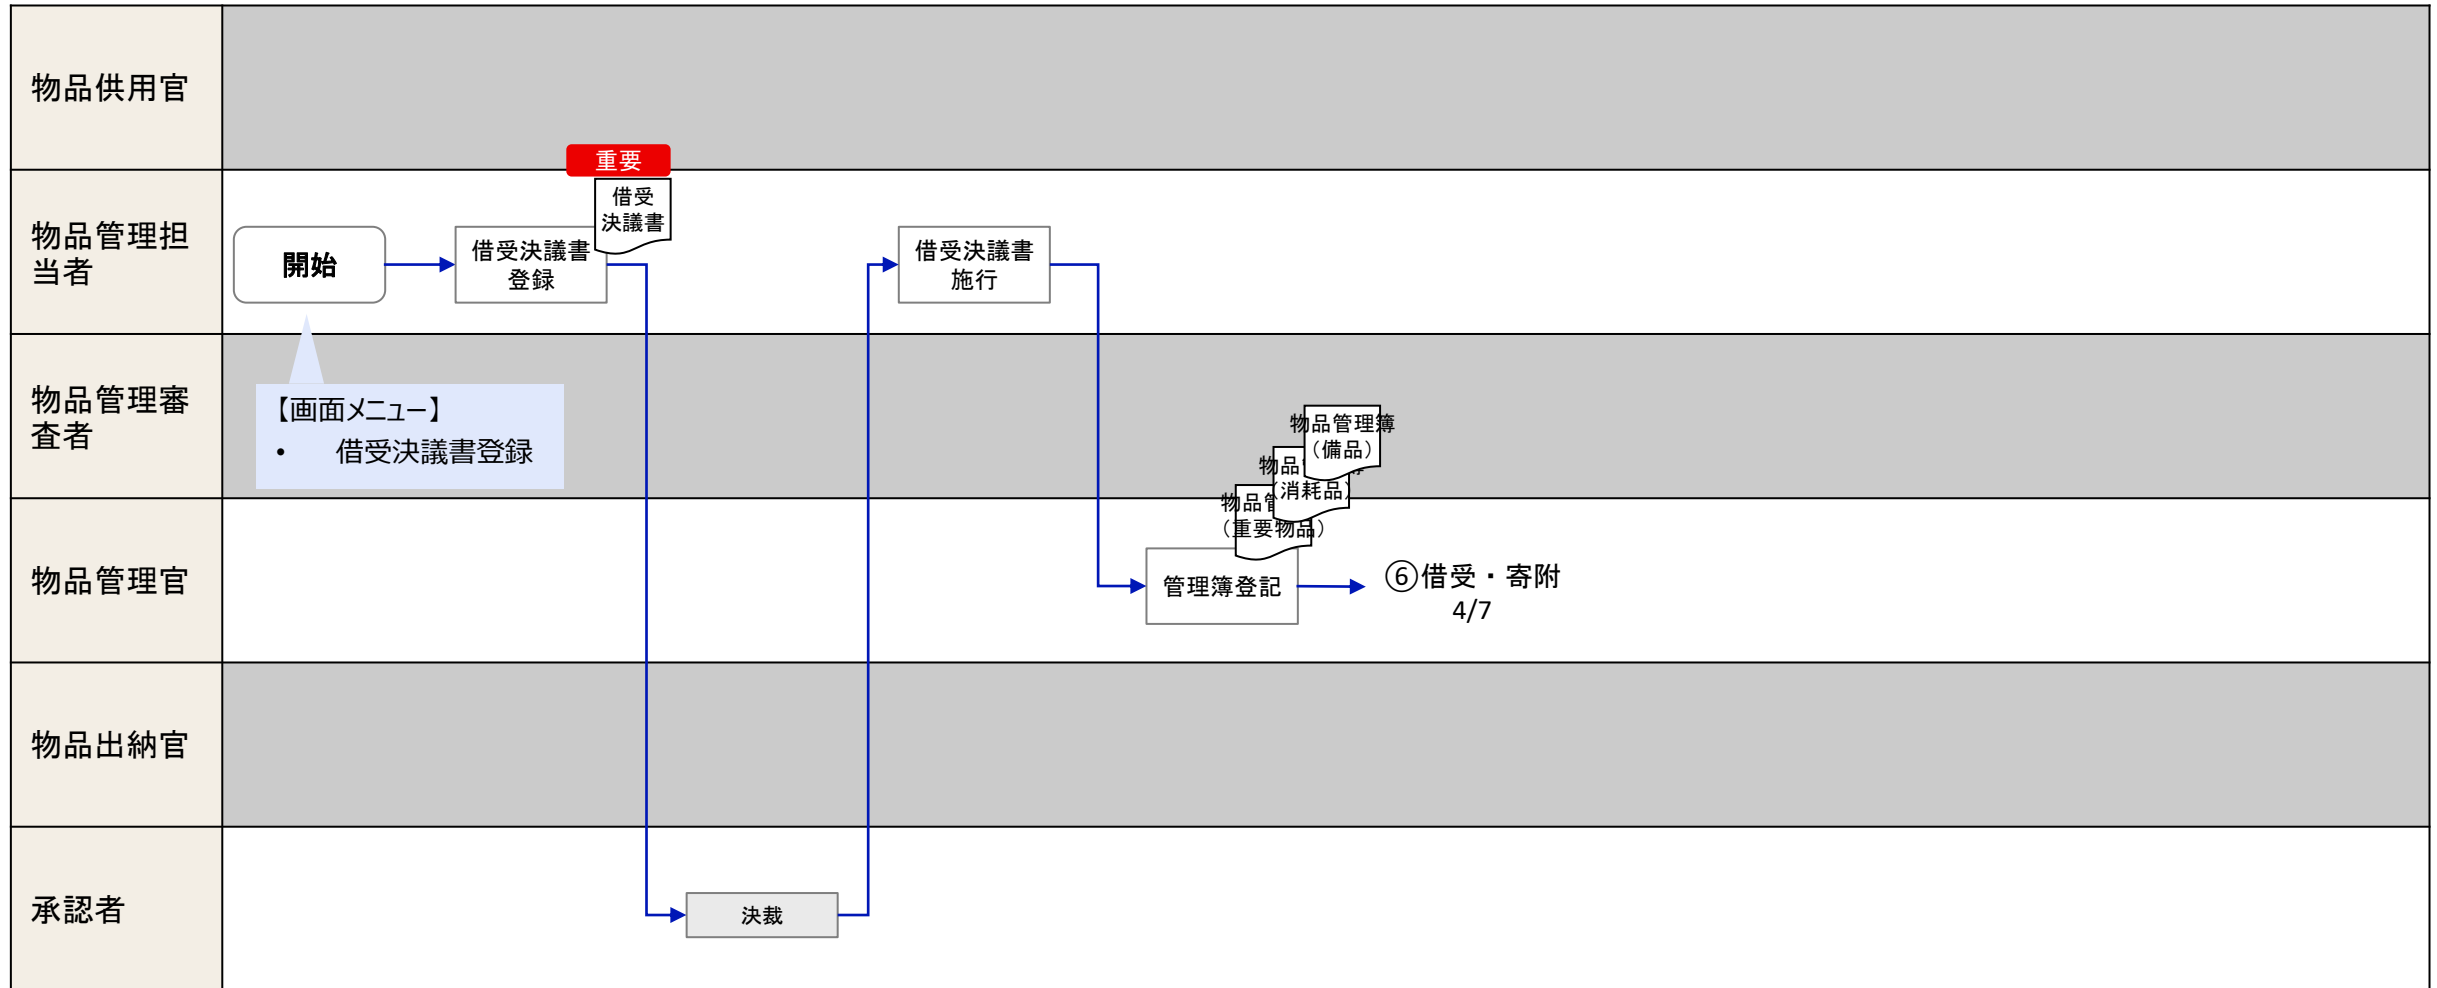 物品供用官
重要
物品管理担
当者
開始
借受決議書
登録
借受
決議書
借受決議書
施行
物品管理審
査者
【画面メニュー】
• 借受決議書登録
物品管理簿
（備品）
物品
（消耗品）
物品管
（重要物品）
物品管理官
管理簿登記
⑥借受・寄附
4/7
物品出納官
承認者
決裁